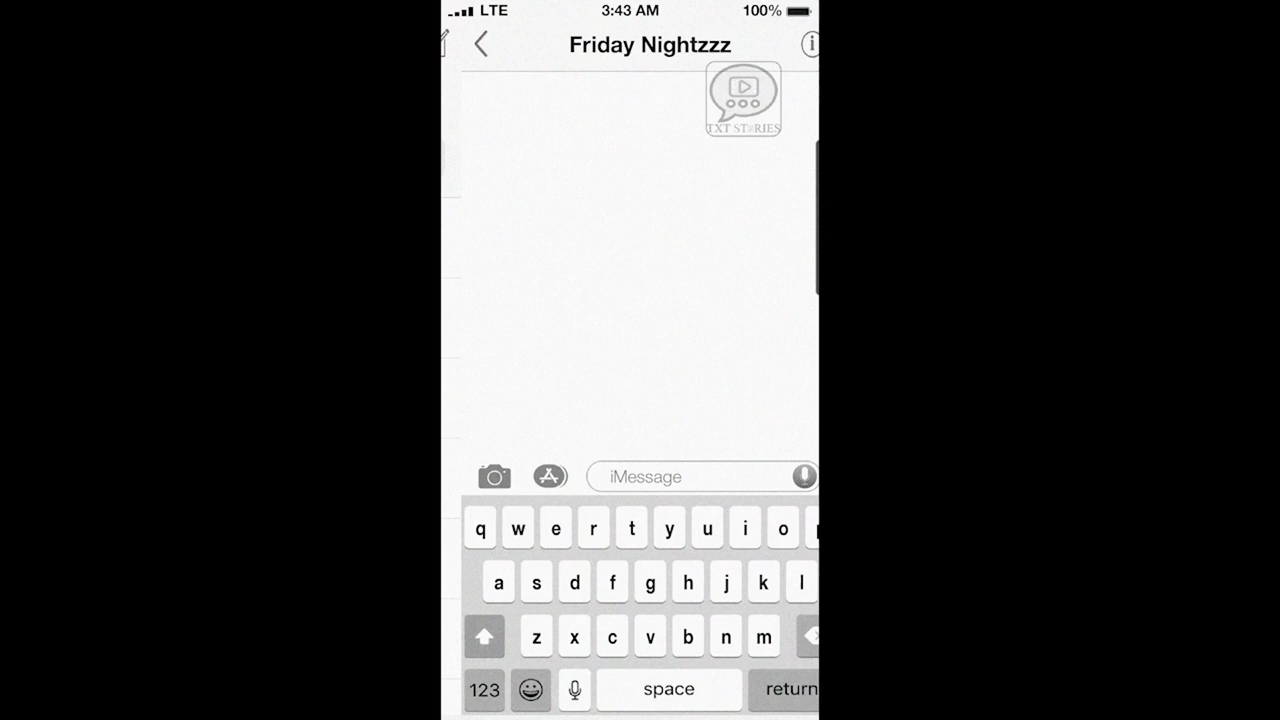 LTE 3:43 AM 100%
Friday Nightzzz
TXT STORIES
iMessage
q w e r t y u i o p
a s d f g h j k l
z x c v b n m
123 space return